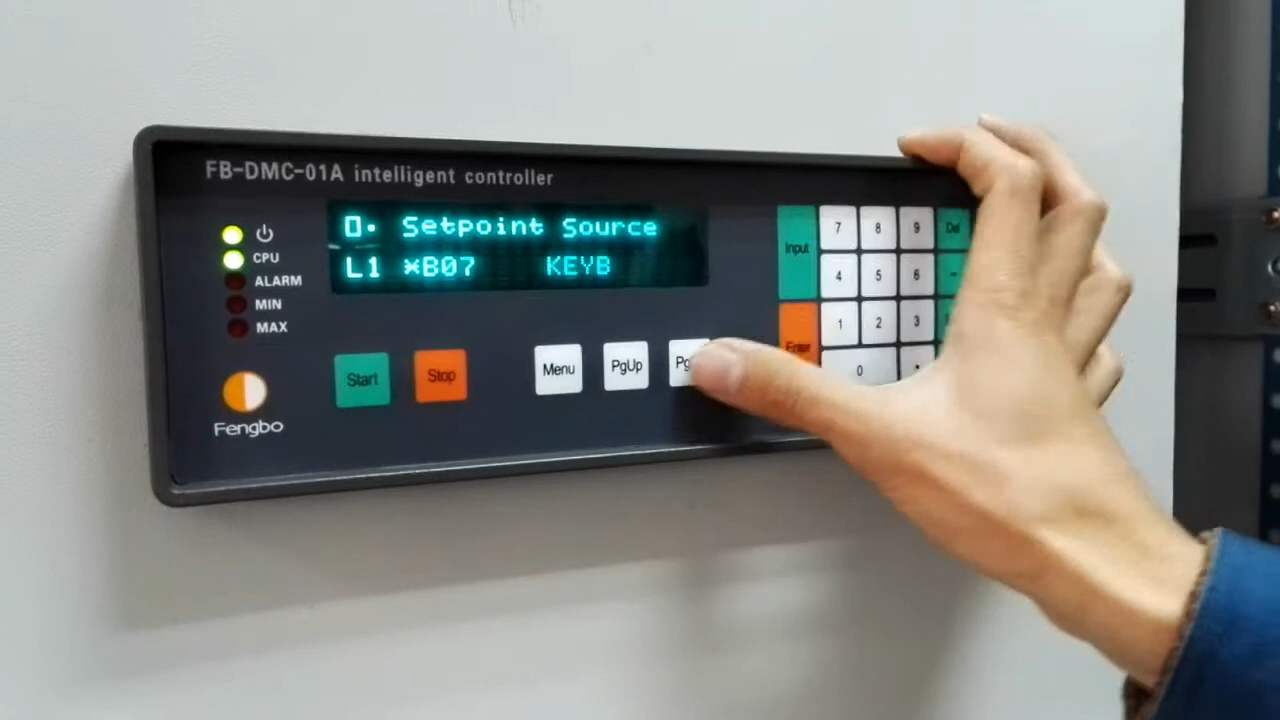 FB-DMC-01A intelligent controller
0. Setpoint Source
L1 *B07 KEYB
CPU
ALARM
MIN
MAX
Fengbo
Start
Stop
Menu
PgUp
Input
7
8
9
Del
4
5
6
-
Enter
1
2
3
0